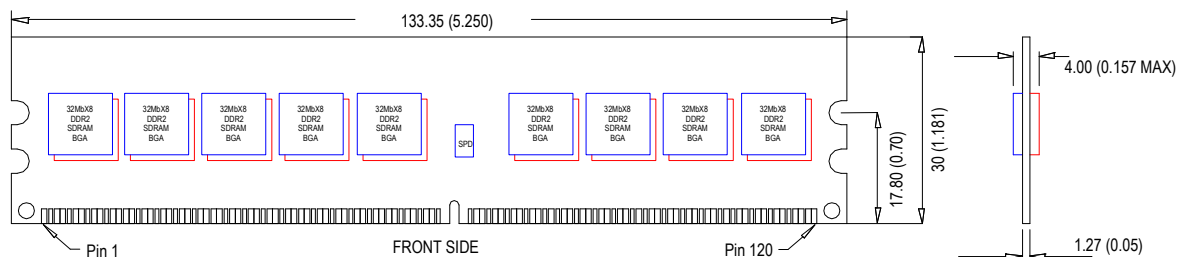 133.35 (5.250)
4.00 (0.157 MAX)
32MbX8
DDR2
SDRAM
BGA
32MbX8
DDR2
SDRAM
BGA
32MbX8
DDR2
SDRAM
BGA
32MbX8
DDR2
SDRAM
BGA
32MbX8
DDR2
SDRAM
BGA
SPD
32MbX8
DDR2
SDRAM
BGA
32MbX8
DDR2
SDRAM
BGA
32MbX8
DDR2
SDRAM
BGA
32MbX8
DDR2
SDRAM
BGA
17.80 (0.70)
30 (1.181)
Pin 1
FRONT SIDE
Pin 120
1.27 (0.05)